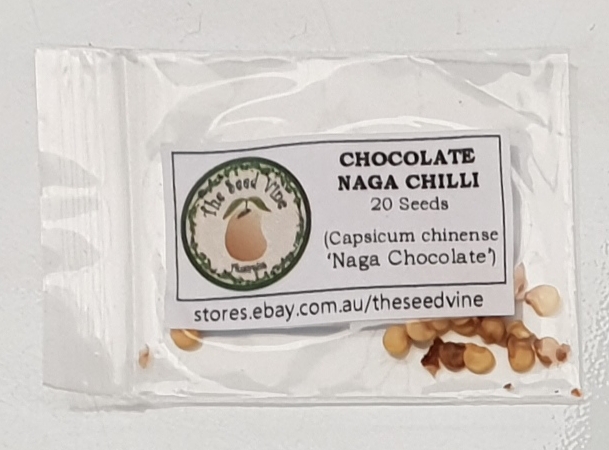 The Seed Vine
CHOCOLATE
NAGA CHILLI
20 Seeds
(Capsicum chinense
‘Naga Chocolate’)
stores.ebay.com.au/theseedvine